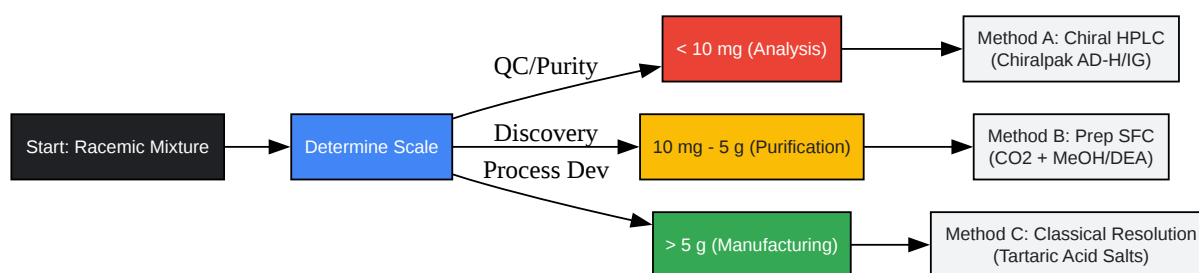 QC/Purity
< 10 mg (Analysis)
Method A: Chiral HPLC
(Chiralpak AD-H/IG)
Start: Racemic Mixture
Determine Scale
Discovery
10 mg - 5 g (Purification)
Method B: Prep SFC
(CO2 + MeOH/DEA)
Process Dev
> 5 g (Manufacturing)
Method C: Classical Resolution
(Tartaric Acid Salts)